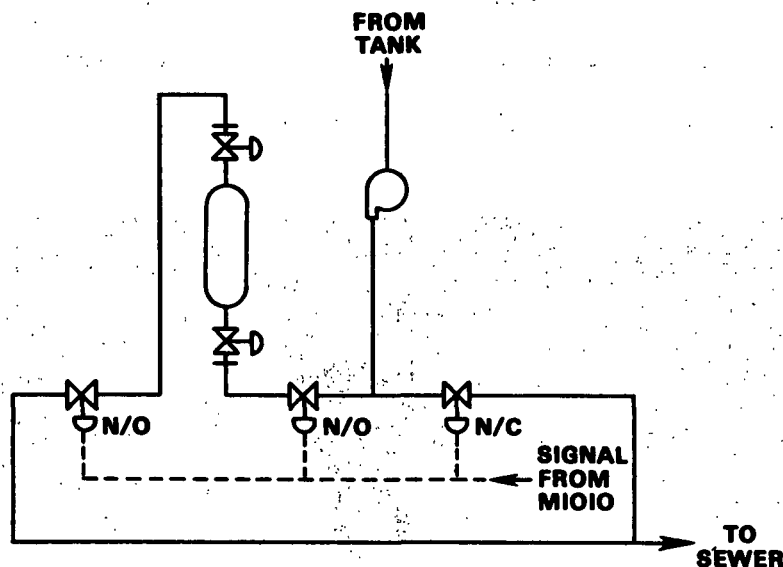 FROM
TANK
N/O
N/O
N/C
SIGNAL
FROM
MIOIO
TO
SEWER